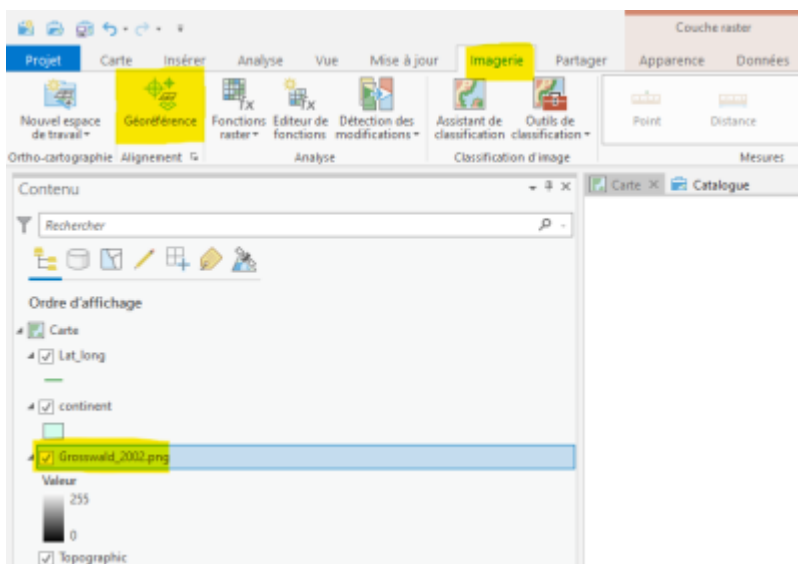 Couche raster
Projet Carte Insérer Analyse Vue Mise à jour Imagerie Partager Apparence Données
Nouvel espace de travail
Géoréférence
Fonctions raster
Editeur de fonctions
Détection des modifications
Assistant de classification
Outils de classification
Point
Distance
Ortho-cartographie Alignement Analyse Classification d'image Mesures
Contenu
Carte Catalogue
Rechercher
Ordre d'affichage
Carte
Lat_long
continent
Grosswald_2002.png
Valeur
255
0
Topographic